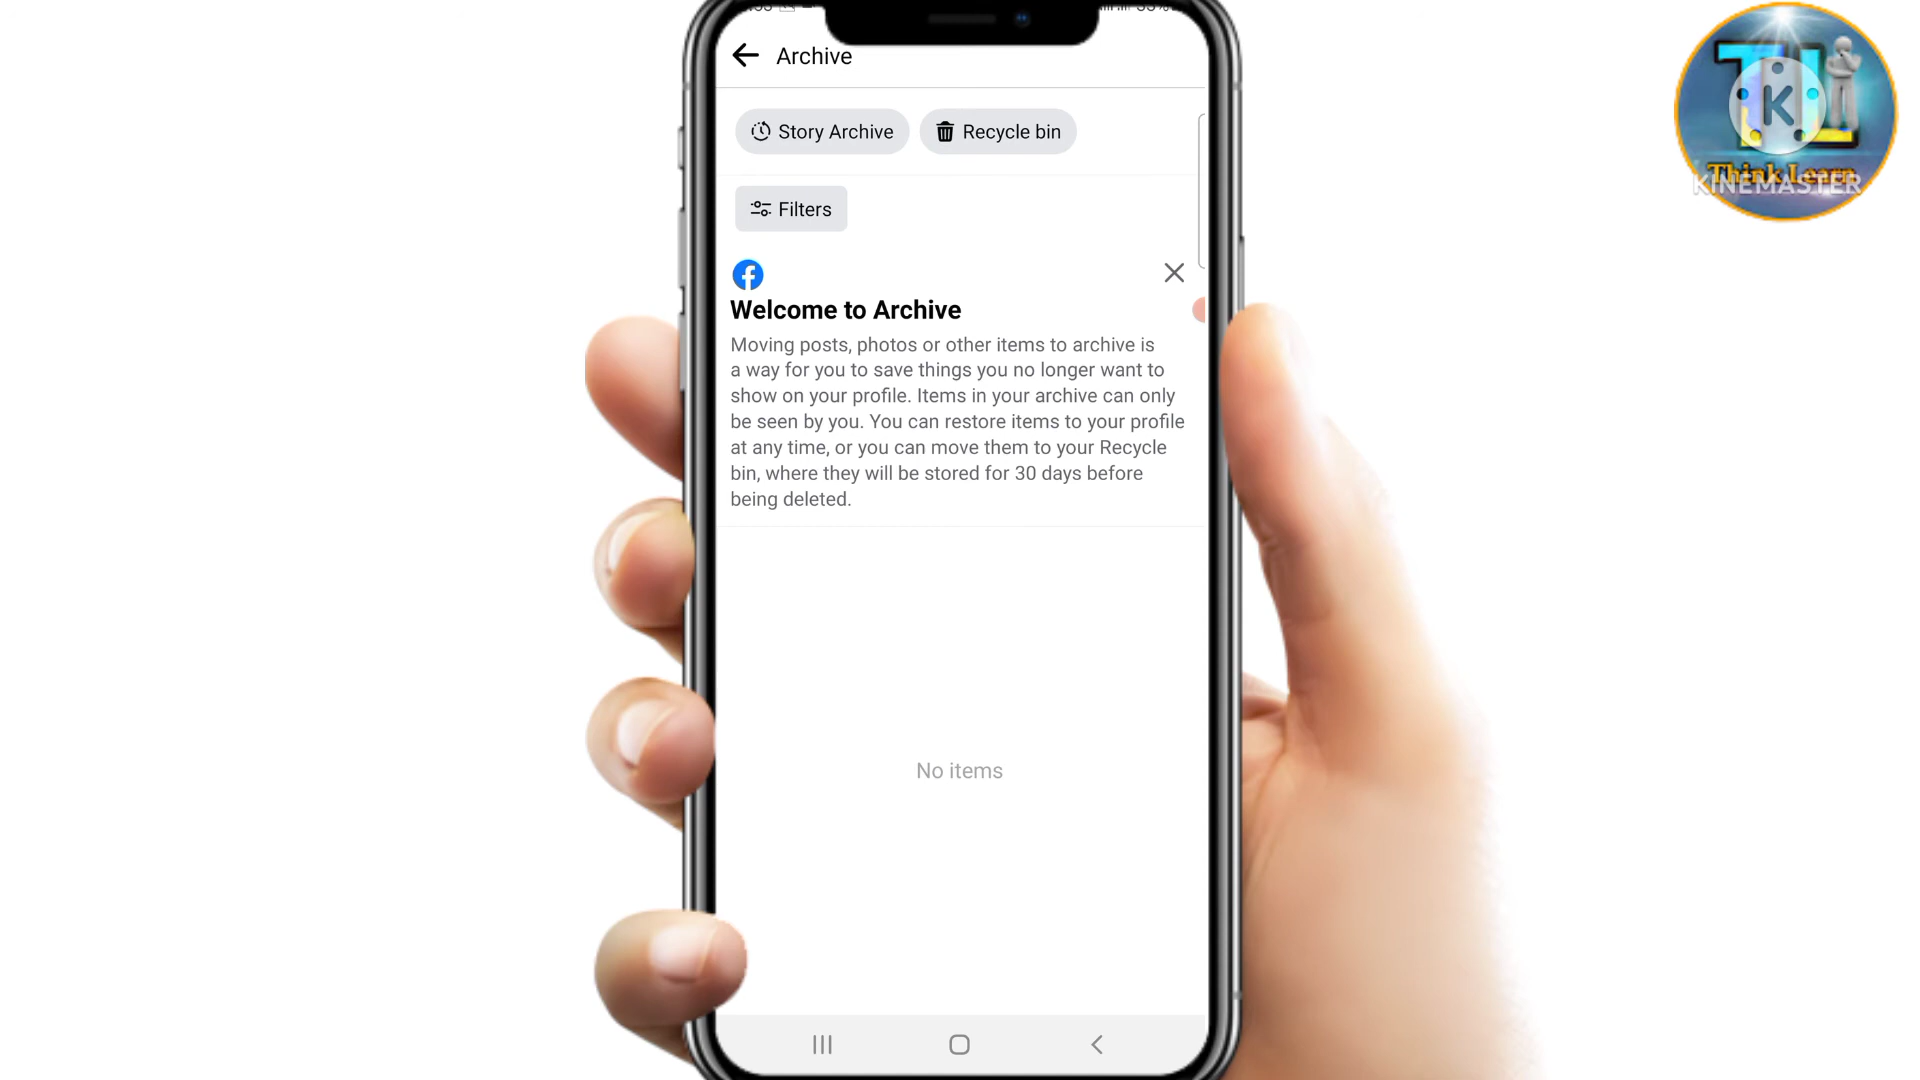 Archive
Story Archive
Recycle bin
Filters
Welcome to Archive
Moving posts, photos or other items to archive is
a way for you to save things you no longer want to
show on your profile. Items in your archive can only
be seen by you. You can restore items to your profile
at any time, or you can move them to your Recycle
bin, where they will be stored for 30 days before
being deleted.
No items
TL
K
Think Learn
KINEMASTER